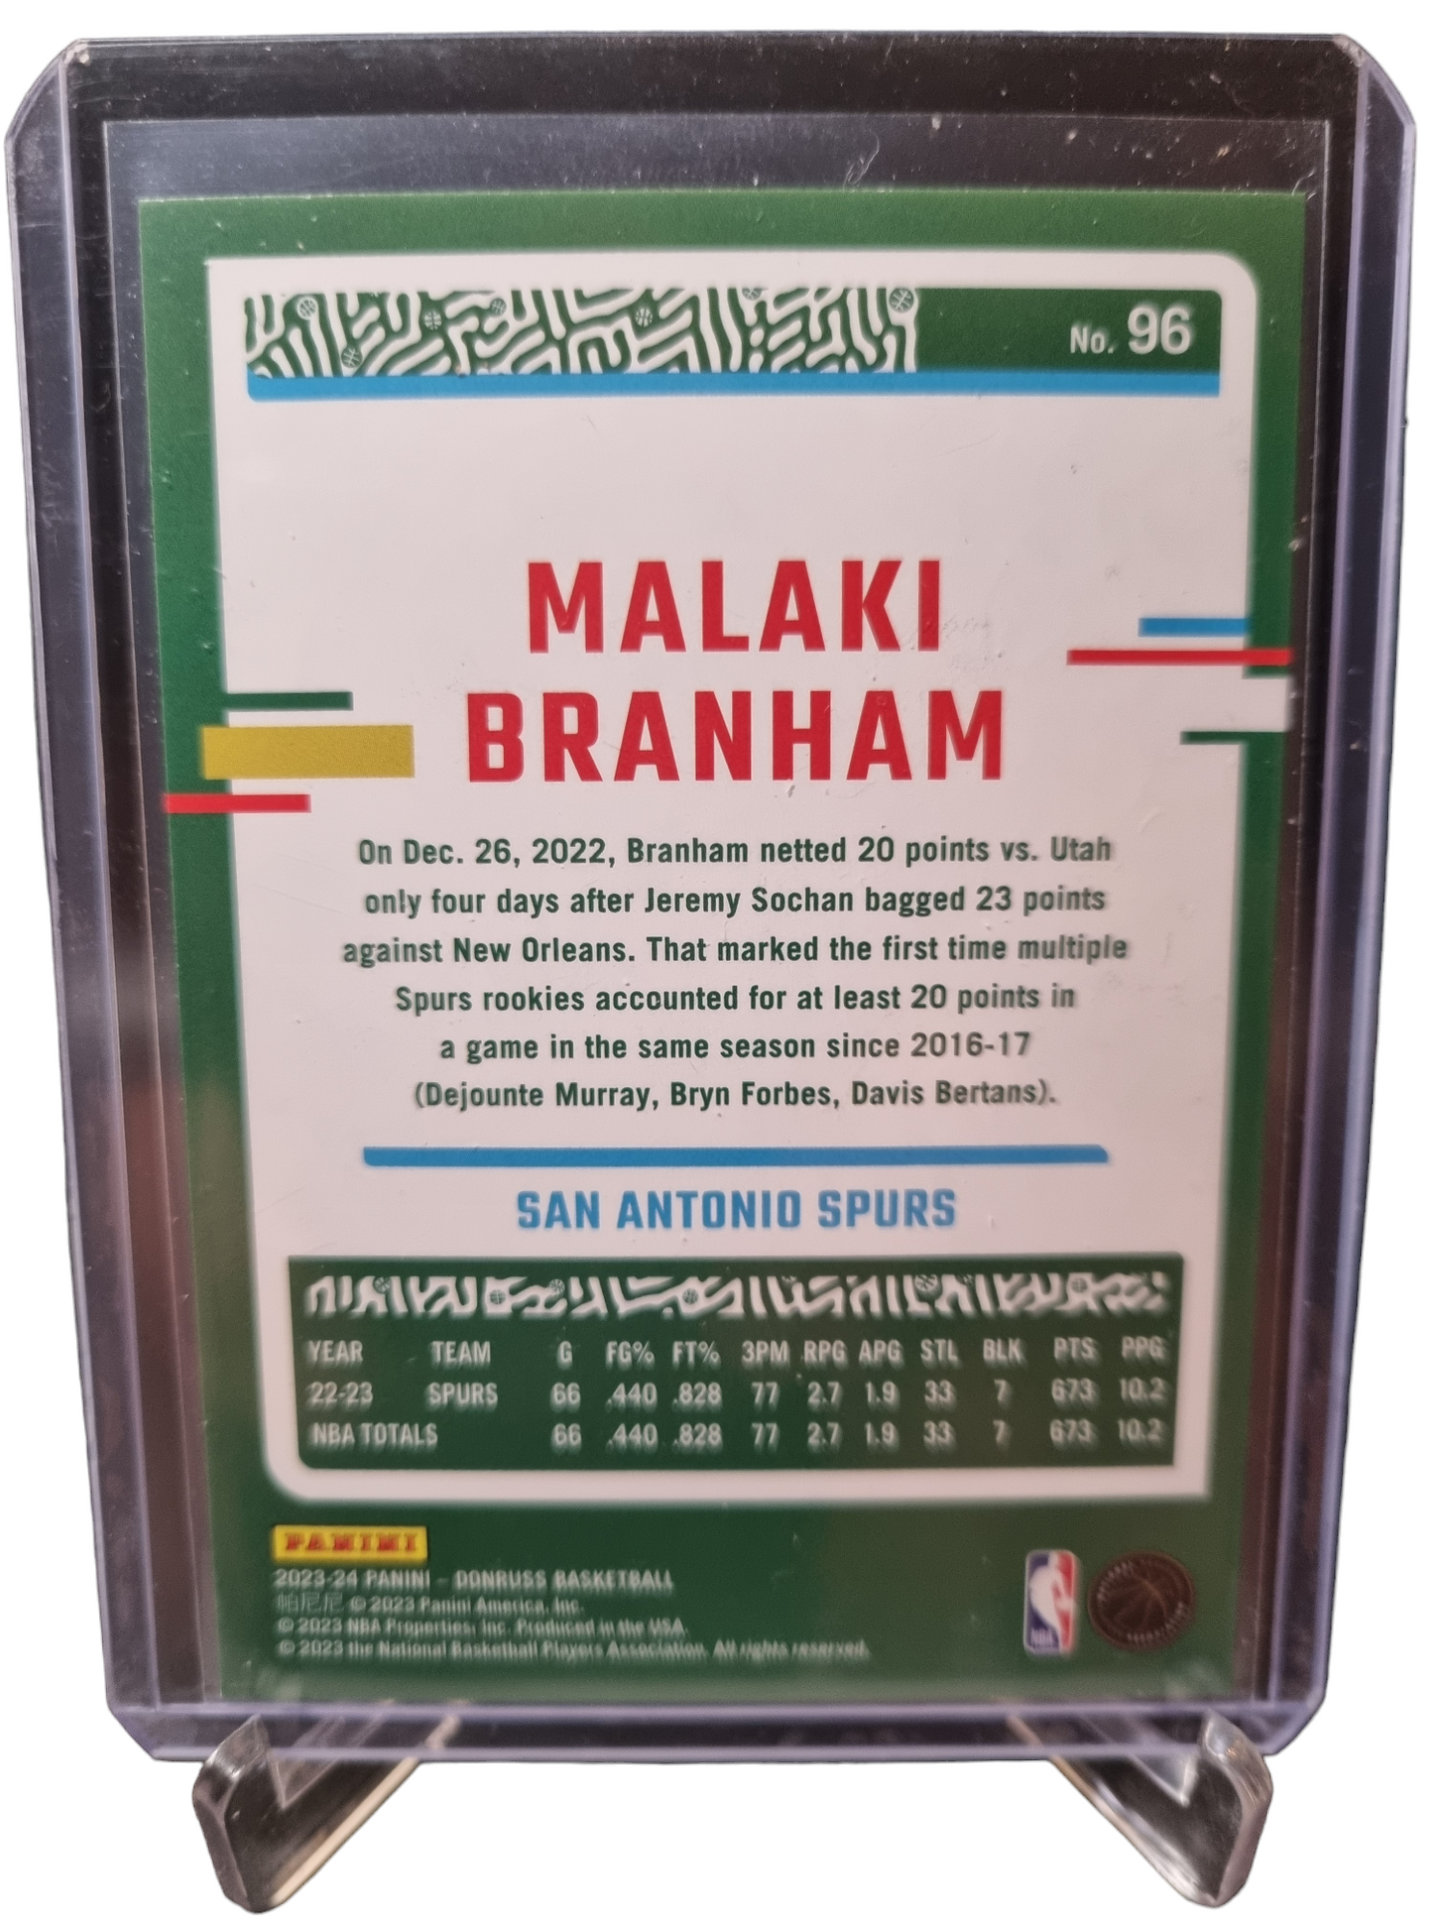 No. 96
MALAKI
BRANHAM
On Dec. 26, 2022, Branham netted 20 points vs. Utah
only four days after Jeremy Sochan bagged 23 points
against New Orleans. That marked the first time multiple
Spurs rookies accounted for at least 20 points in
a game in the same season since 2016-17
(Dejounte Murray, Bryn Forbes, Davis Bertans).
SAN ANTONIO SPURS
YEAR TEAM G FG% FT% 3PM RPG APG STL BLK PTS PPG
22-23 SPURS 66 .440 .828 77 2.7 1.9 33 7 673 10.2
NBA TOTALS 66 .440 .828 77 2.7 1.9 33 7 673 10.2
PANINI
2023-24 PANINI - DONRUSS BASKETBALL
帕尼尼 © 2023 Panini America, Inc.
© 2023 NBA Properties, Inc. Produced in the USA.
© 2023 the National Basketball Players Association. All rights reserved.
NBA